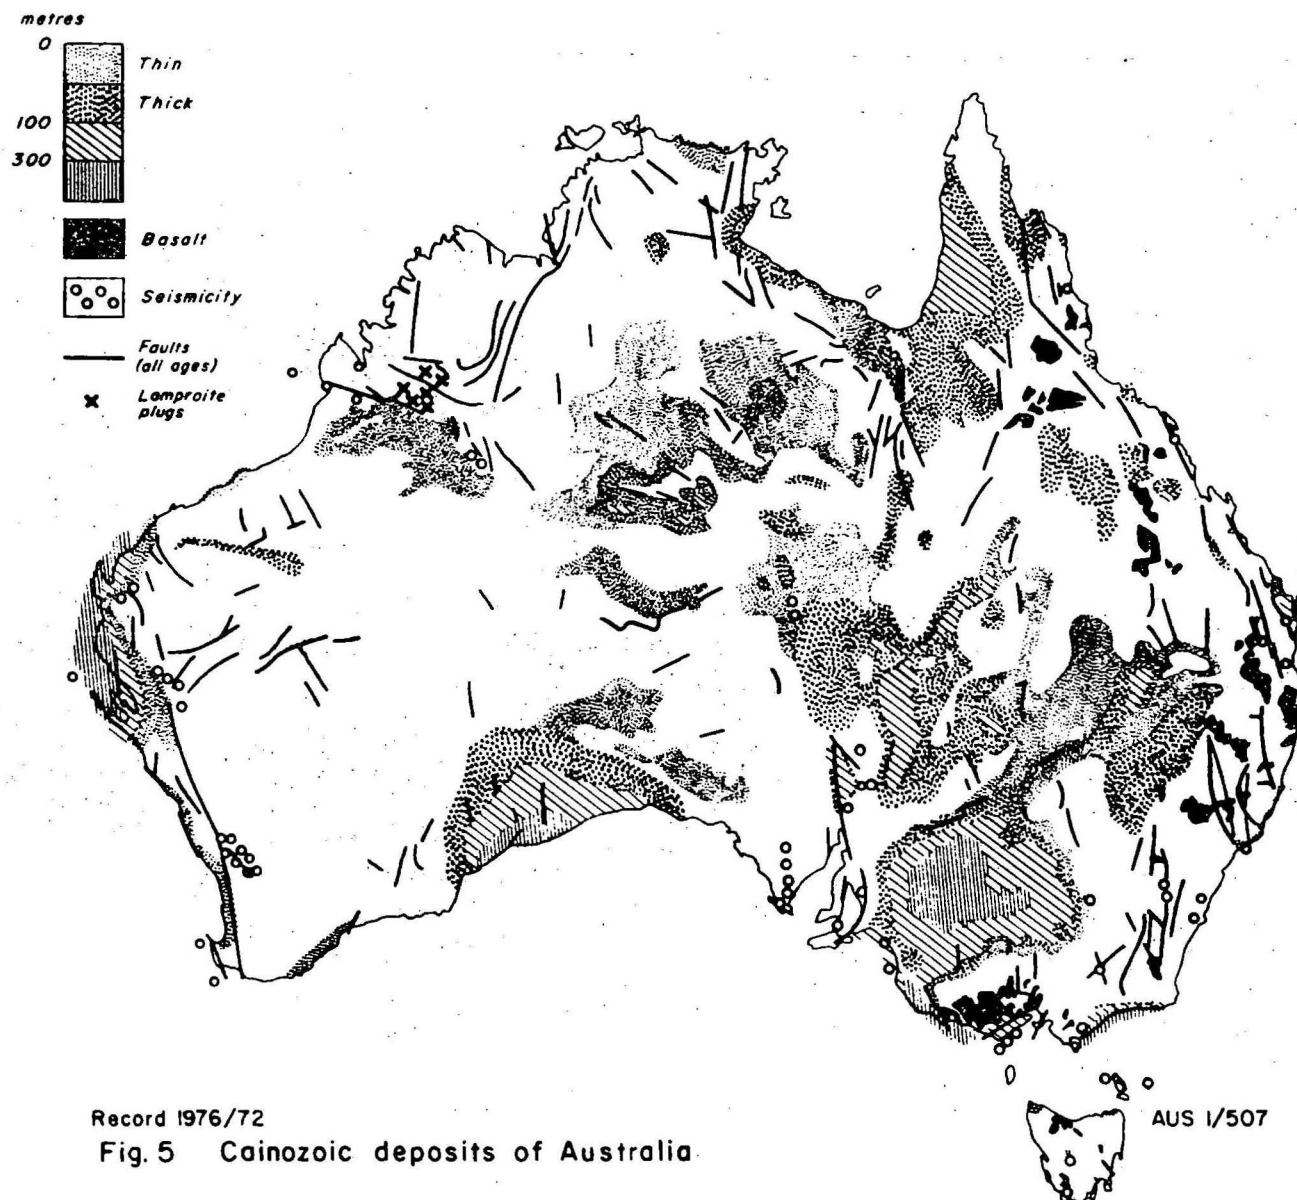 metres
0
Thin
Thick
100
300
Basalt
Seismicity
Faults
(all ages)
Lamproite
plugs
Record 1976/72
AUS 1/507
Fig. 5 Cainozoic deposits of Australia